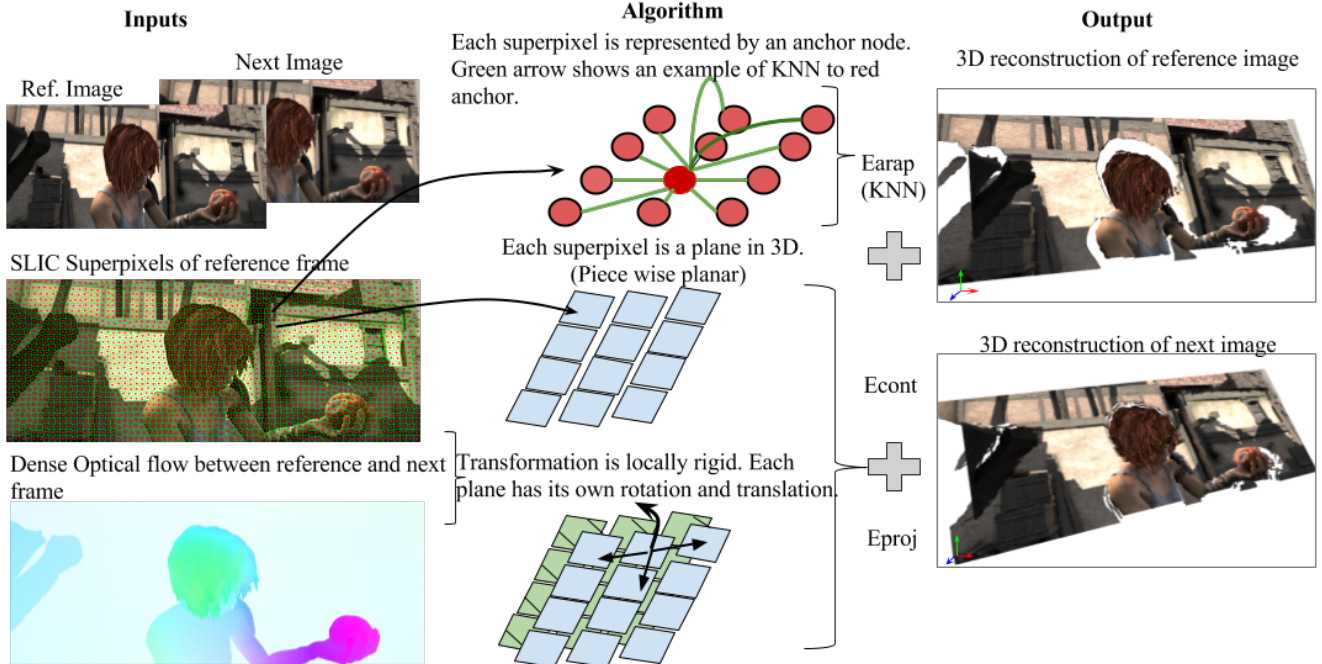 Inputs
Ref. Image
Next Image
SLIC Superpixels of reference frame
Dense Optical flow between reference and next
frame
Algorithm
Each superpixel is represented by an anchor node.
Green arrow shows an example of KNN to red
anchor.
Earap
(KNN)
Each superpixel is a plane in 3D.
(Piece wise planar)
Econt
Transformation is locally rigid. Each
plane has its own rotation and translation.
Eproj
Output
3D reconstruction of reference image
3D reconstruction of next image